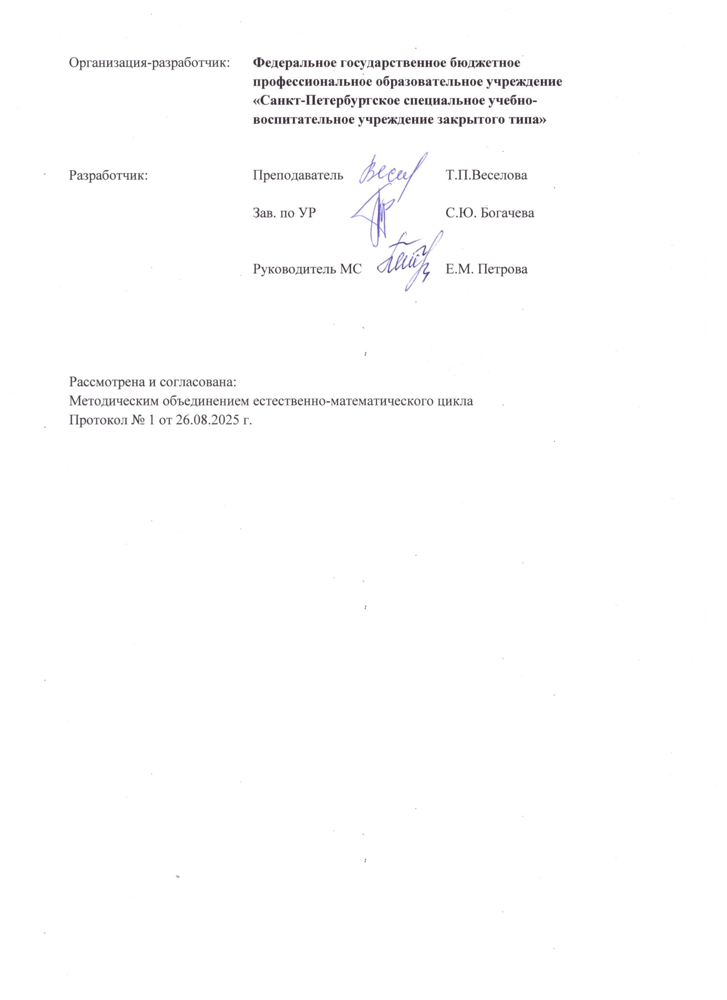 Организация-разработчик: Федеральное государственное бюджетное
профессиональное образовательное учреждение
«Санкт-Петербургское специальное учебно-
воспитательное учреждение закрытого типа»
Разработчик: Преподаватель Т.П.Веселова
Зав. по УР С.Ю. Богачева
Руководитель МС Е.М. Петрова
Рассмотрена и согласована:
Методическим объединением естественно-математического цикла
Протокол № 1 от 26.08.2025 г.